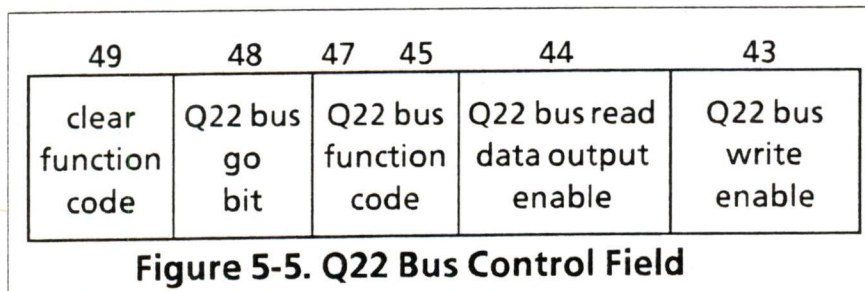 49 48 47 45 44 43
clear Q22 bus Q22 bus Q22 bus read Q22 bus
function go function data output write
code bit code enable enable
Figure 5-5. Q22 Bus Control Field